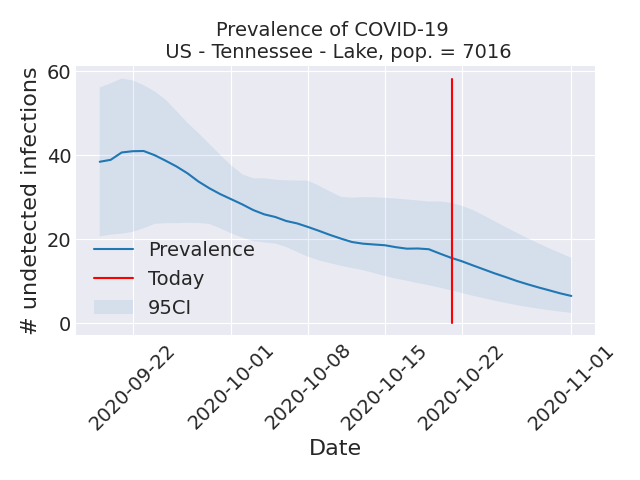 Prevalence of COVID-19
US - Tennessee - Lake, pop. = 7016
# undetected infections
60
40
20
0
Prevalence
Today
95CI
2020-09-22
2020-10-01
2020-10-08
2020-10-15
2020-10-22
2020-11-01
Date